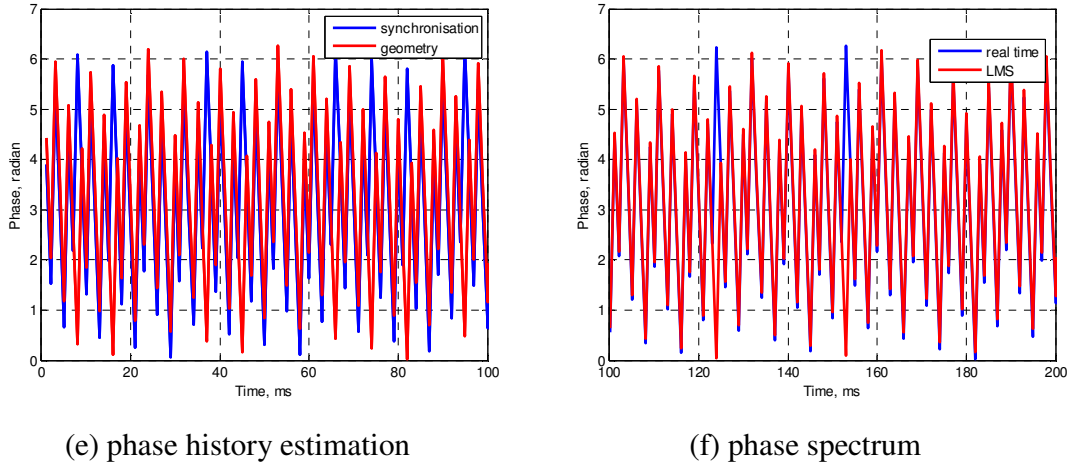 7
6
5
4
3
2
1
0
Phase, radian
synchronisation
geometry
0 20 40 60 80 100
Time, ms
(e) phase history estimation
7
6
5
4
3
2
1
0
Phase, radian
real time
LMS
100 120 140 160 180 200
Time, ms
(f) phase spectrum